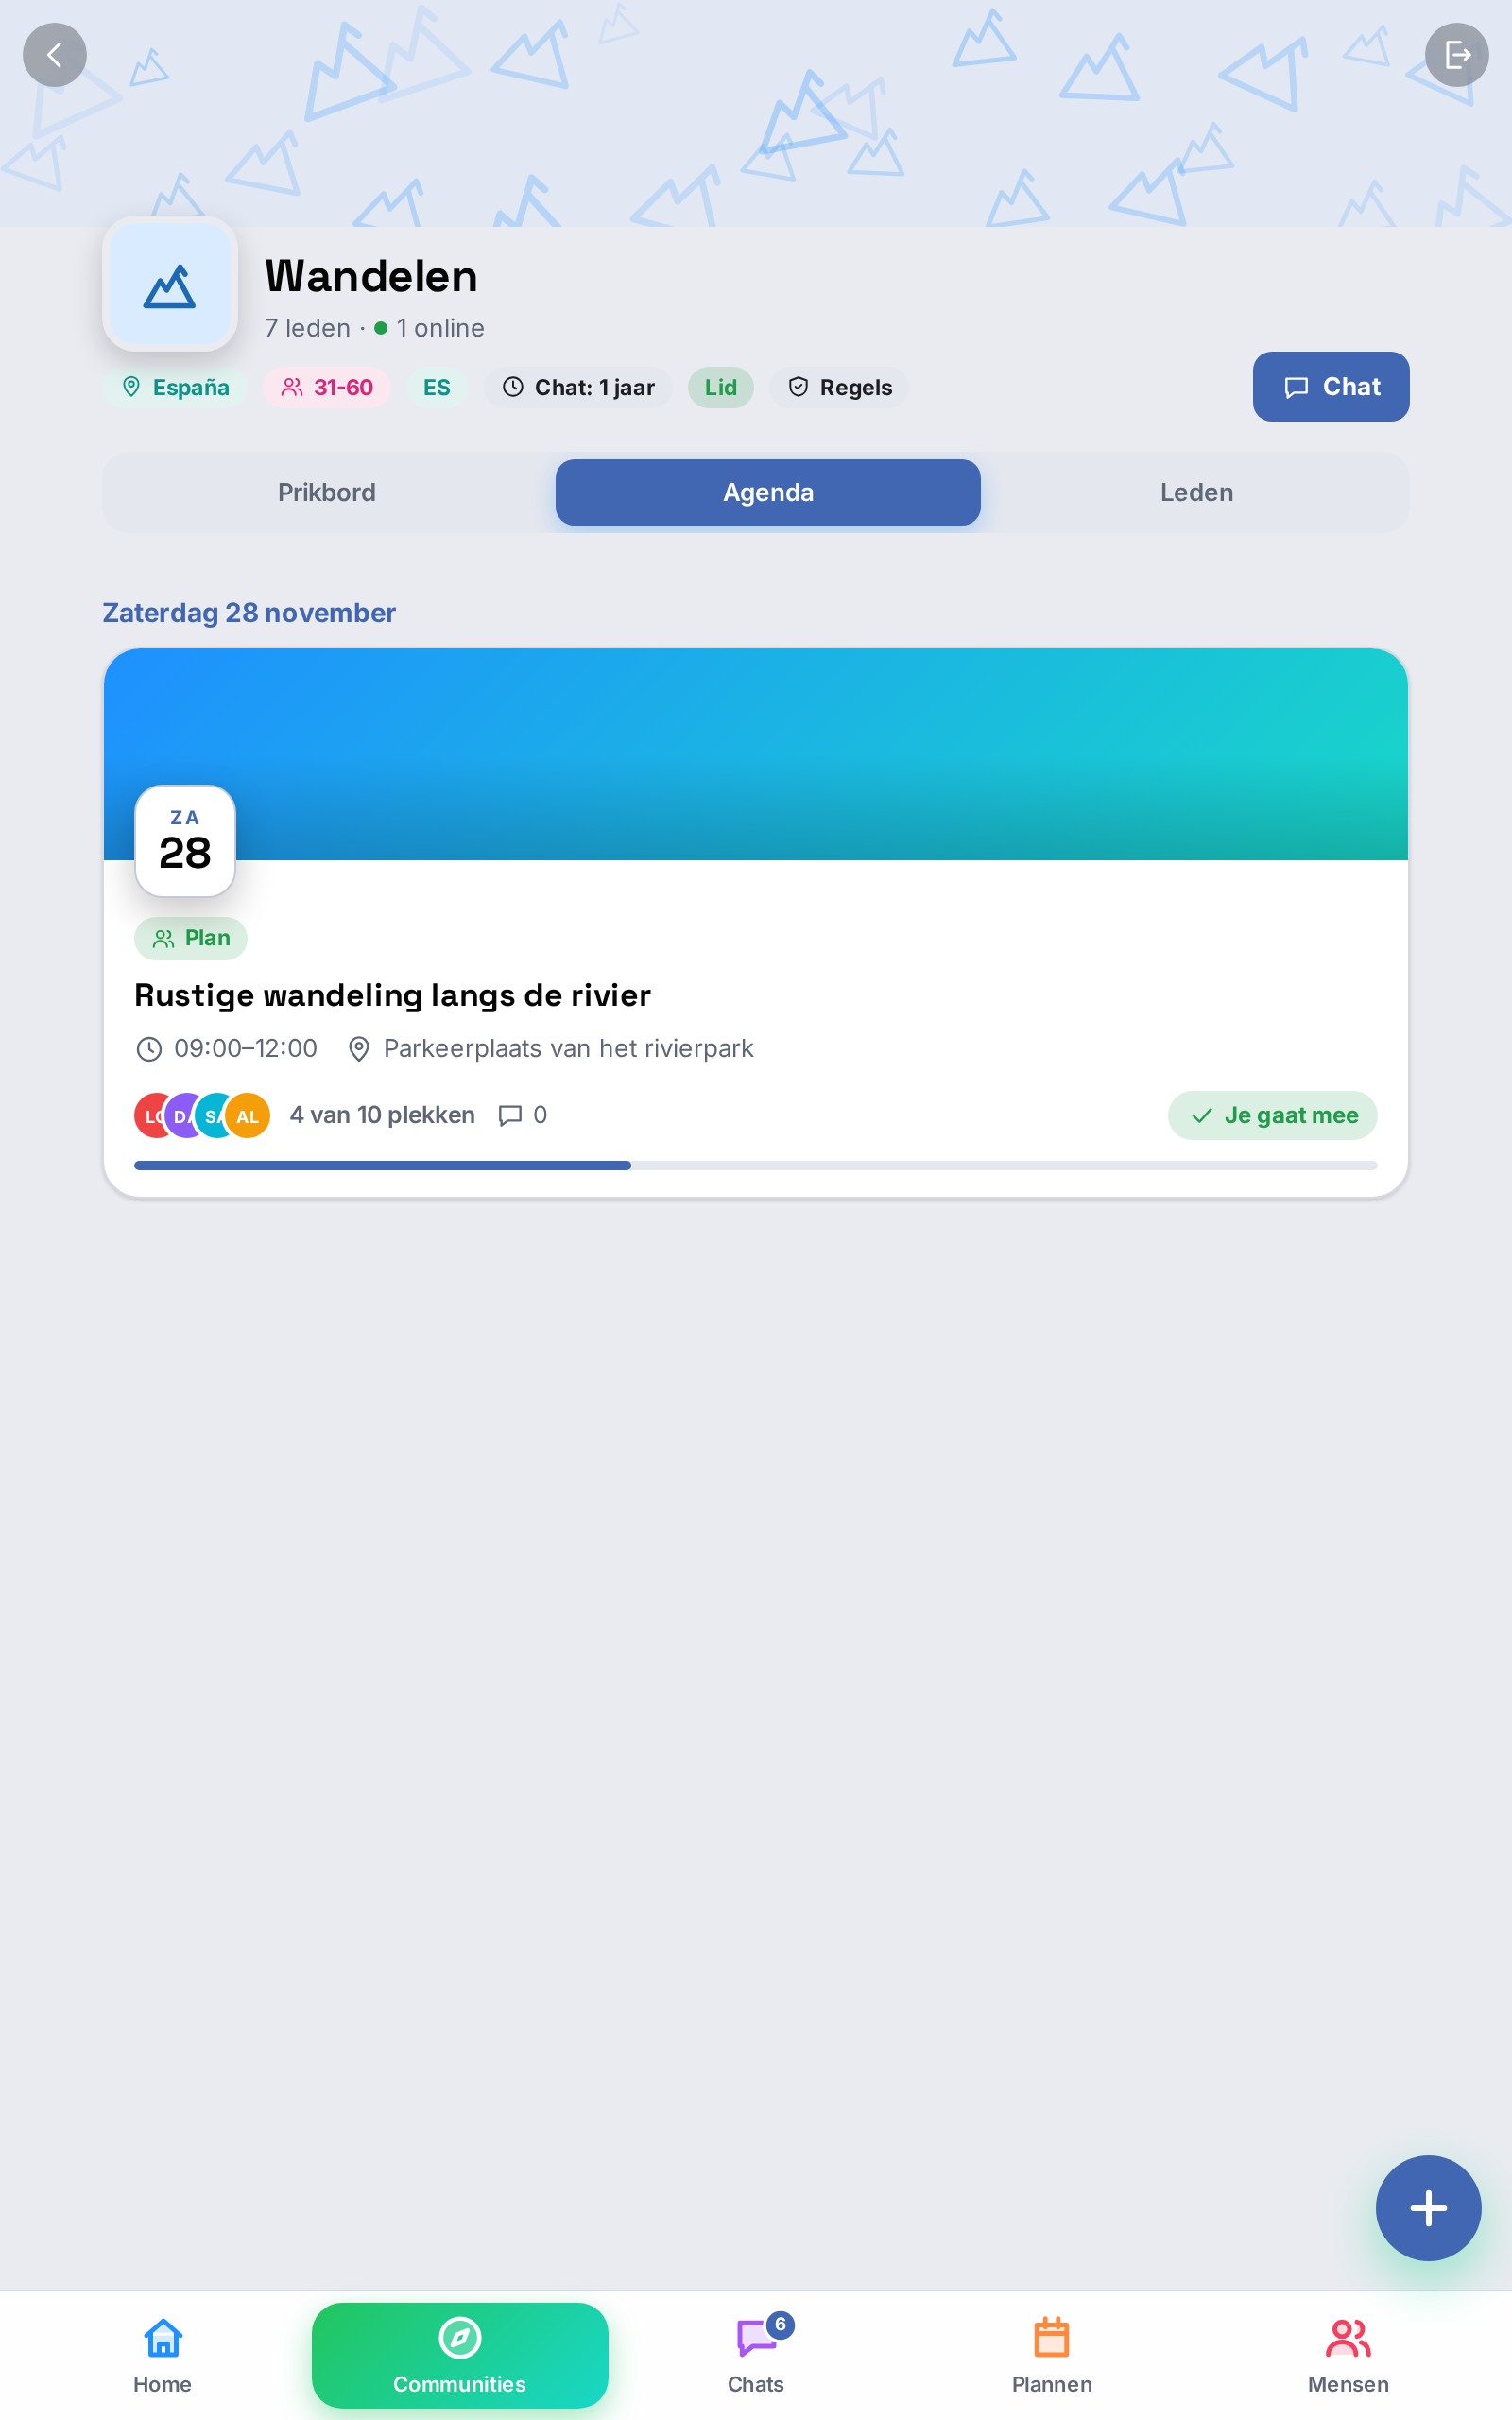 Wandelen
7 leden · 1 online
España 31-60 ES Chat: 1 jaar Lid Regels
Chat
Prikbord Agenda Leden
Zaterdag 28 november
ZA
28
Plan
Rustige wandeling langs de rivier
09:00–12:00 Parkeerplaats van het rivierpark
AL 4 van 10 plekken 0 Je gaat mee
6
Home Communities Chats Plannen Mensen